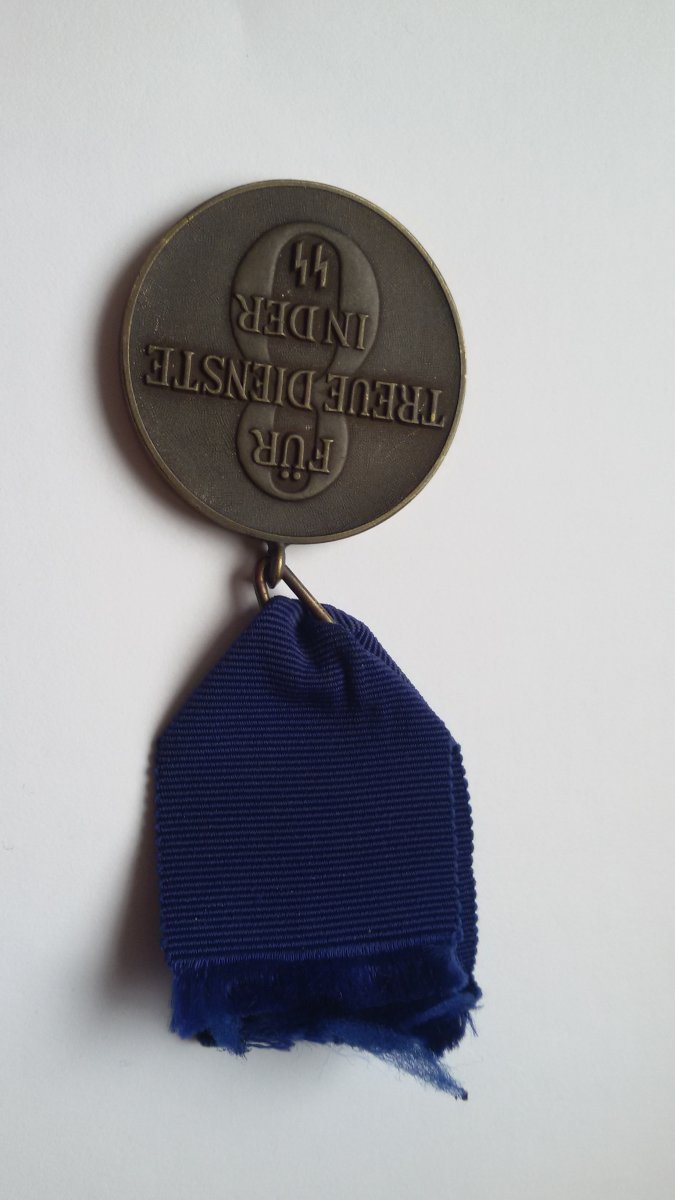 FÜR
TREUE DIENSTE
IN DER
ᛋᛋ